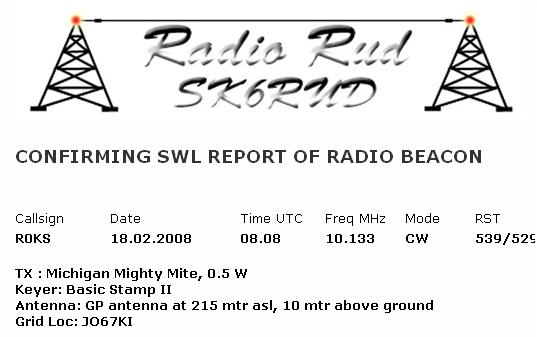 Radio Rud
SK6RUD
CONFIRMING SWL REPORT OF RADIO BEACON
Callsign Date Time UTC Freq MHz Mode RST
R0KS 18.02.2008 08.08 10.133 CW 539/529
TX : Michigan Mighty Mite, 0.5 W
Keyer: Basic Stamp II
Antenna: GP antenna at 215 mtr asl, 10 mtr above ground
Grid Loc: JO67KI